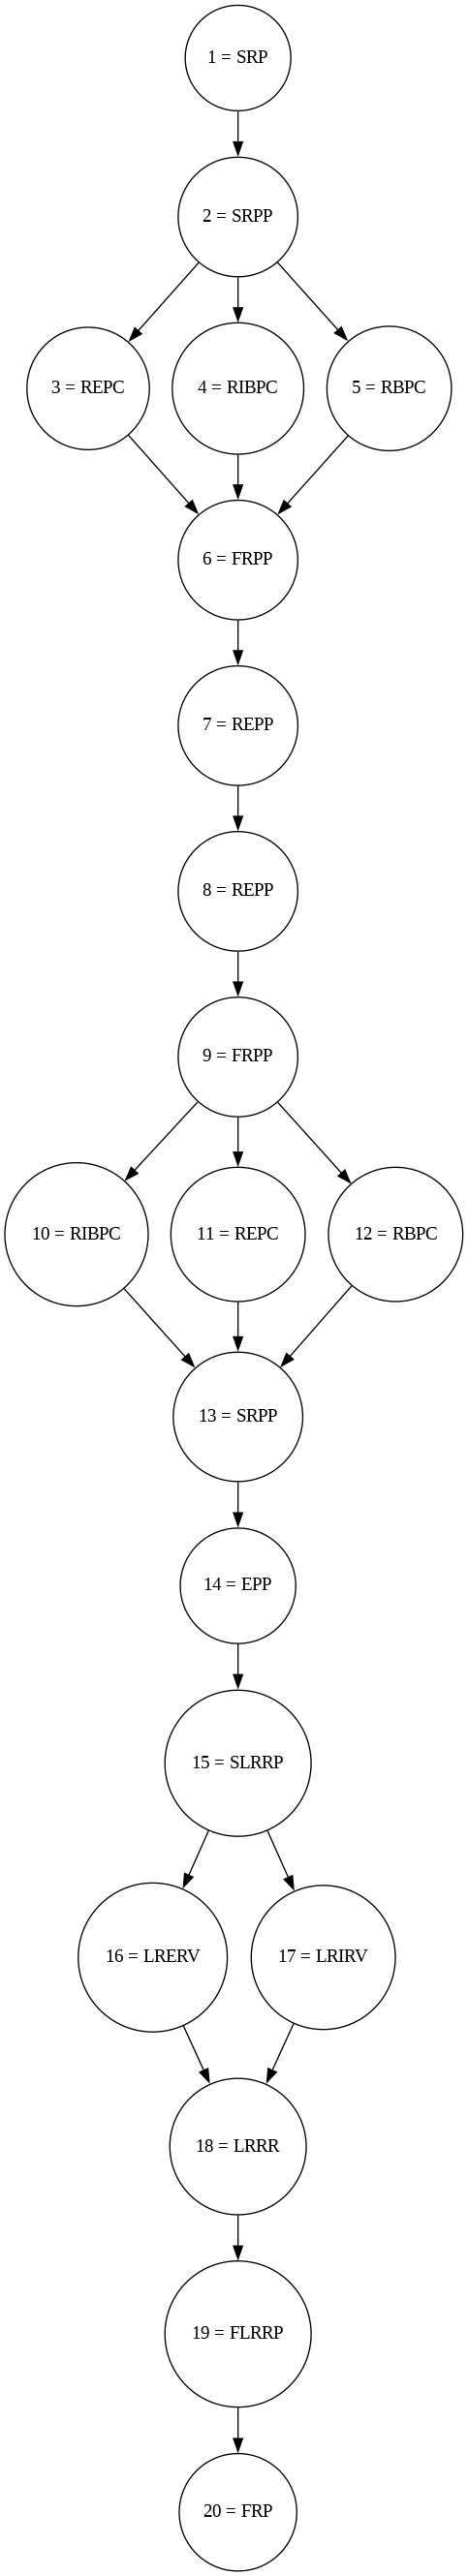 1 = SRP
2 = SRPP
3 = REPC
4 = RIBPC
5 = RBPC
6 = FRPP
7 = REPP
8 = REPP
9 = FRPP
10 = RIBPC
11 = REPC
12 = RBPC
13 = SRPP
14 = EPP
15 = SLRRP
16 = LRERV
17 = LRIRV
18 = LRRR
19 = FLRRP
20 = FRP